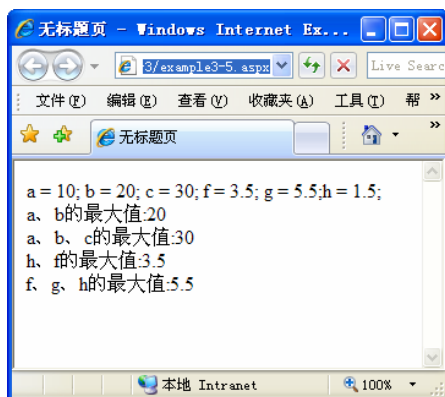 无标题页 - Windows Internet Ex...
3/example3-5.aspx
Live Searc
文件(F) 编辑(E) 查看(V) 收藏夹(A) 工具(T) 帮 »
无标题页 »
a = 10; b = 20; c = 30; f = 3.5; g = 5.5;h = 1.5;
a、b的最大值:20
a、b、c的最大值:30
h、f的最大值:3.5
f、g、h的最大值:5.5
本地 Intranet 100%